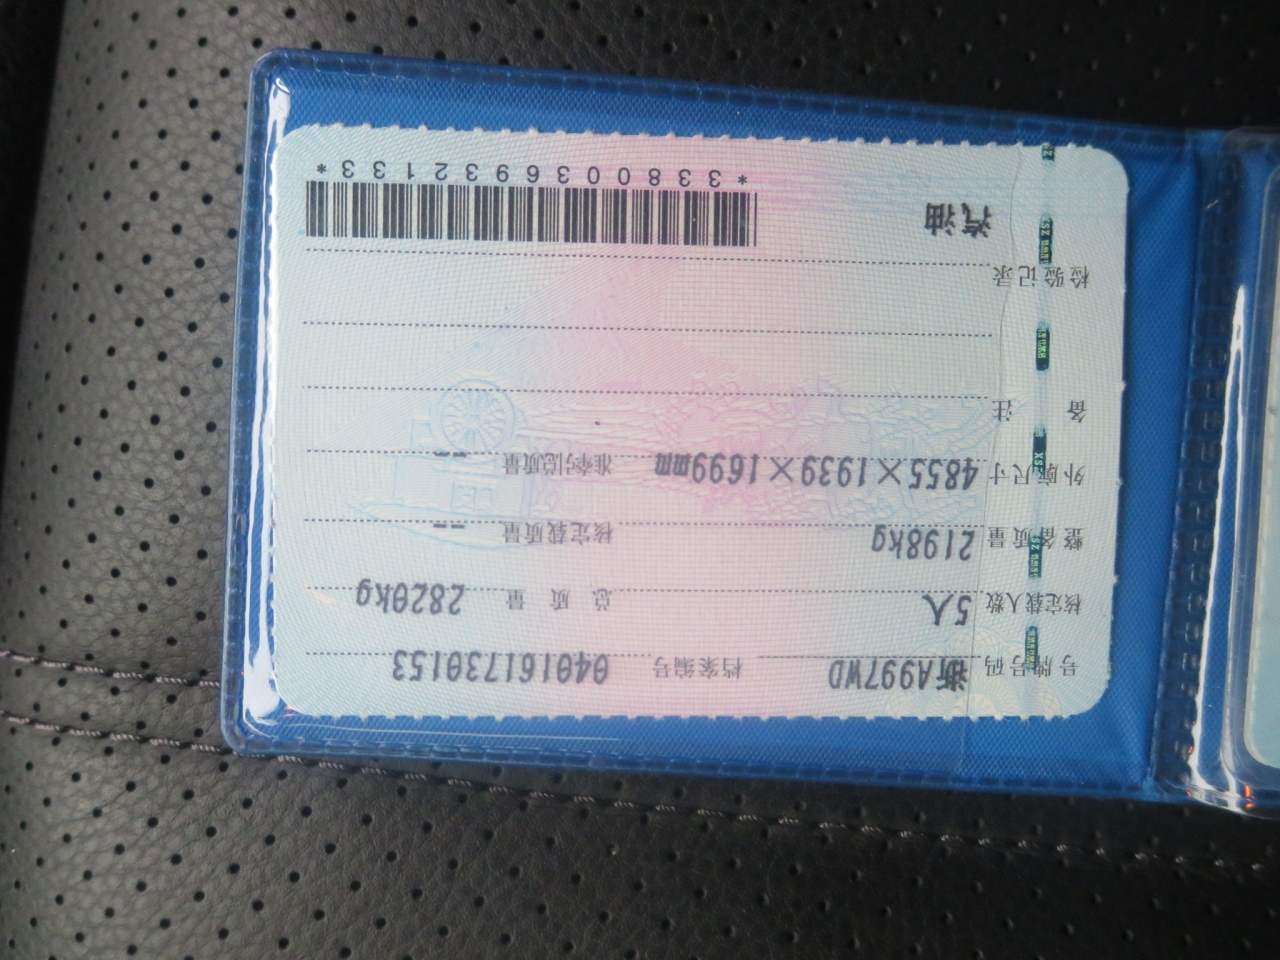 号牌号码 浙A997WD 档案编号 040161730153
核定载人数 5人 总质量 2820kg
整备质量 2198kg 核定载质量 --
外廓尺寸 4855×1939×1699mm 准牵引总质量 --
备注
检验记录
汽油
*3380036932133*